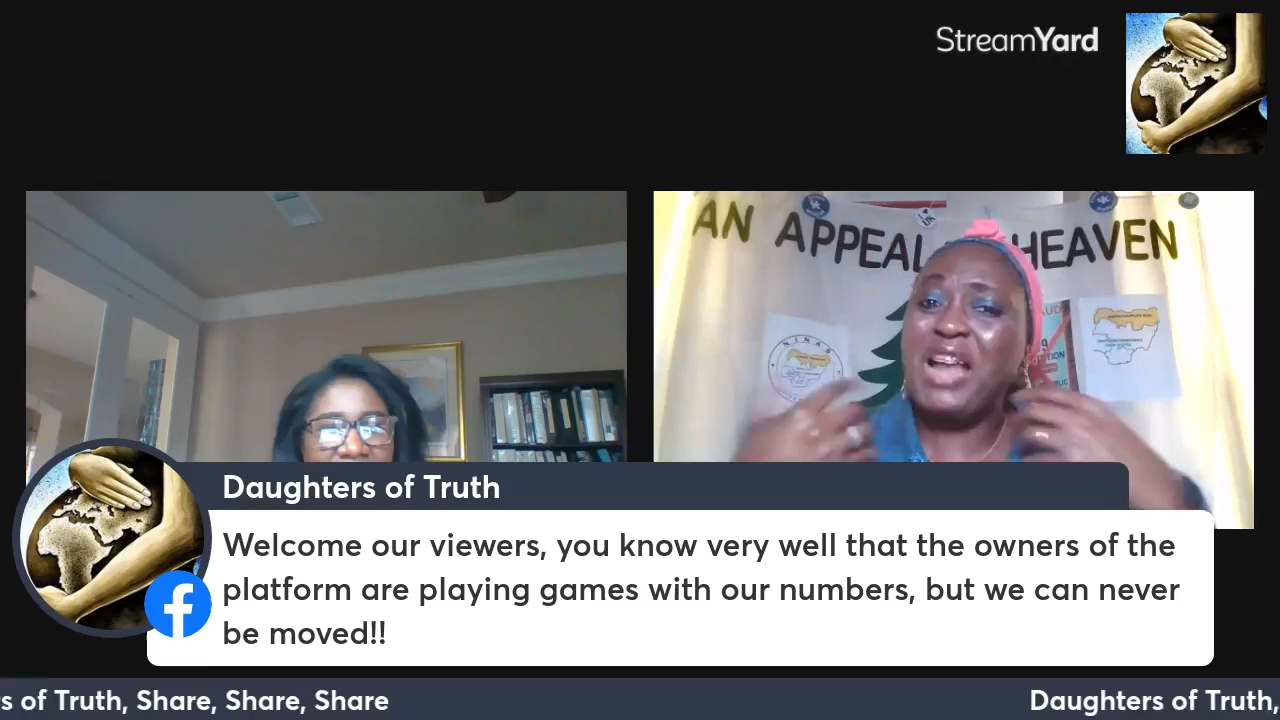 StreamYard
AN APPEAL HEAVEN
NINAS
Daughters of Truth
Welcome our viewers, you know very well that the owners of the
platform are playing games with our numbers, but we can never
be moved!!
s of Truth, Share, Share, Share
Daughters of Truth,